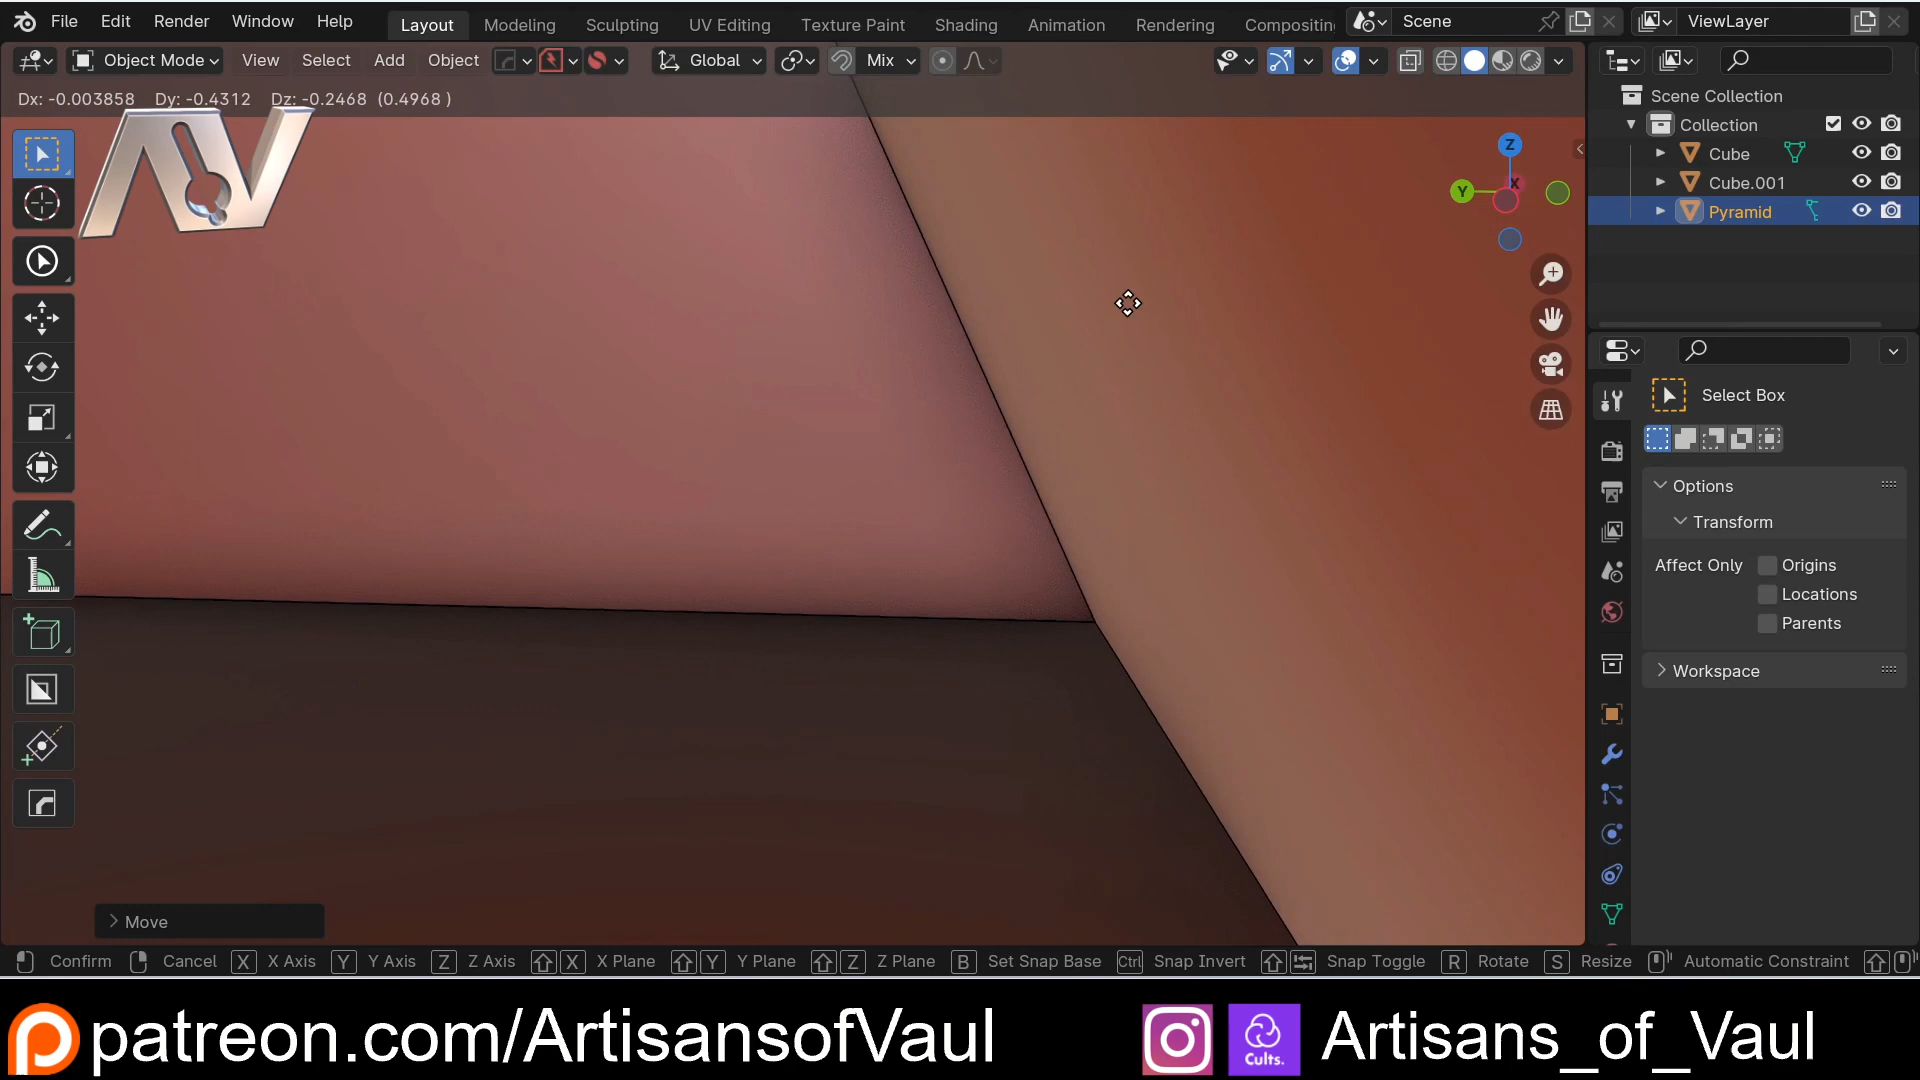 File Edit Render Window Help Layout Modeling Sculpting UV Editing Texture Paint Shading Animation Rendering Compositin Scene ViewLayer
Object Mode View Select Add Object Global Mix
Dx: -0.003858 Dy: -0.4312 Dz: -0.2468 (0.4968 )
Scene Collection
Collection
Cube
Cube.001
Pyramid
Z
Y
X
Select Box
Options
Transform
Affect Only Origins
Locations
Parents
Workspace
Move
Confirm Cancel X X Axis Y Y Axis Z Z Axis X X Plane Y Y Plane Z Z Plane B Set Snap Base Ctrl Snap Invert Snap Toggle R Rotate S Resize Automatic Constraint
patreon.com/ArtisansofVaul
Cults.
Artisans_of_Vaul